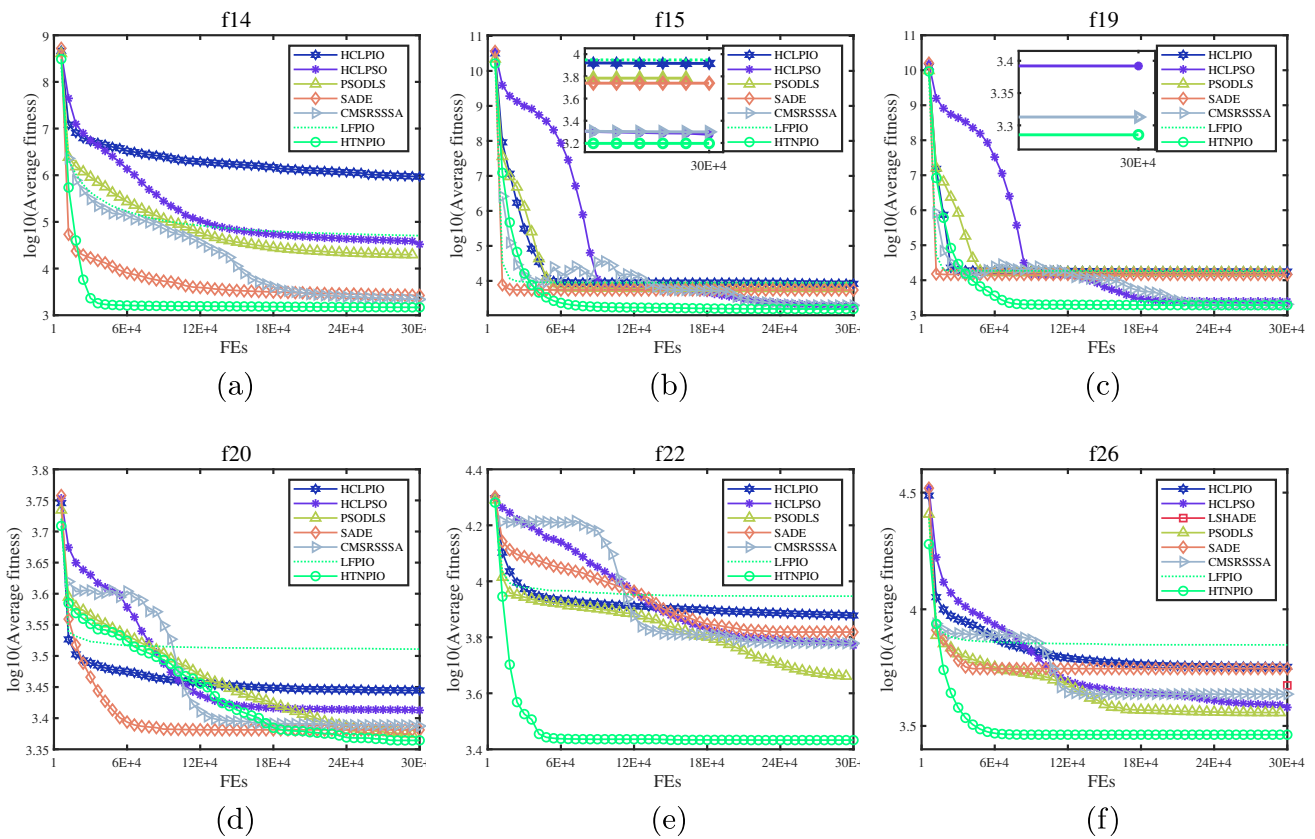 f14
9
8
7
6
5
4
3
log10(Average fitness)
1
6E+4
12E+4
18E+4
24E+4
30E-
FEs
HCLPIO
HCLPSO
PSODLS
SADE
CMSRSSSA
LFPIO
HTNPIO
(a)
f15
11
10
9
8
7
6
5
4
log10(Average fitness)
1
6E+4
12E+4
18E+4
24E+4
30E-
FEs
4
3.8
3.6
3.4
3.2
30E+4
HCLPIO
HCLPSO
PSODLS
SADE
CMSRSSSA
LFPIO
HTNPIO
(b)
f19
11
10
9
8
7
6
5
4
3
log10(Average fitness)
1
6E+4
12E+4
18E+4
24E+4
30E+4
FEs
3.4
3.35
3.3
30E+4
HCLPIO
HCLPSO
PSODLS
SADE
CMSRSSSA
LFPIO
HTNPIO
(c)
f20
3.8
3.75
3.7
3.65
3.6
3.55
3.5
3.45
3.4
3.35
log10(Average fitness)
1
6E+4
12E+4
18E+4
24E+4
30E+4
FEs
HCLPIO
HCLPSO
PSODLS
SADE
CMSRSSSA
LFPIO
HTNPIO
(d)
f22
4.4
4.2
4
3.8
3.6
3.4
log10(Average fitness)
1
6E+4
12E+4
18E+4
24E+4
30E-
FEs
HCLPIO
HCLPSO
PSODLS
SADE
CMSRSSSA
LFPIO
HTNPIO
(e)
f26
4.5
4
3.5
log10(Average fitness)
1
6E+4
12E+4
18E+4
24E+4
30E+4
FEs
HCLPIO
HCLPSO
LSHADE
PSODLS
SADE
CMSRSSSA
LFPIO
HTNPIO
(f)